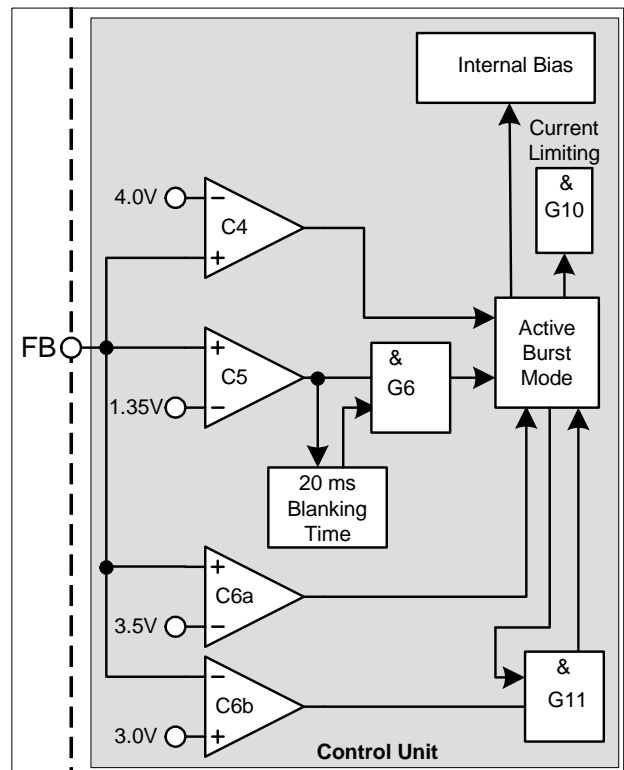 Internal Bias
Current
Limiting
&
G10
4.0V
−
C4
+
FB
+
C5
−
1.35V
&
G6
Active
Burst
Mode
20 ms
Blanking
Time
+
C6a
−
3.5V
−
C6b
+
3.0V
&
G11
Control Unit